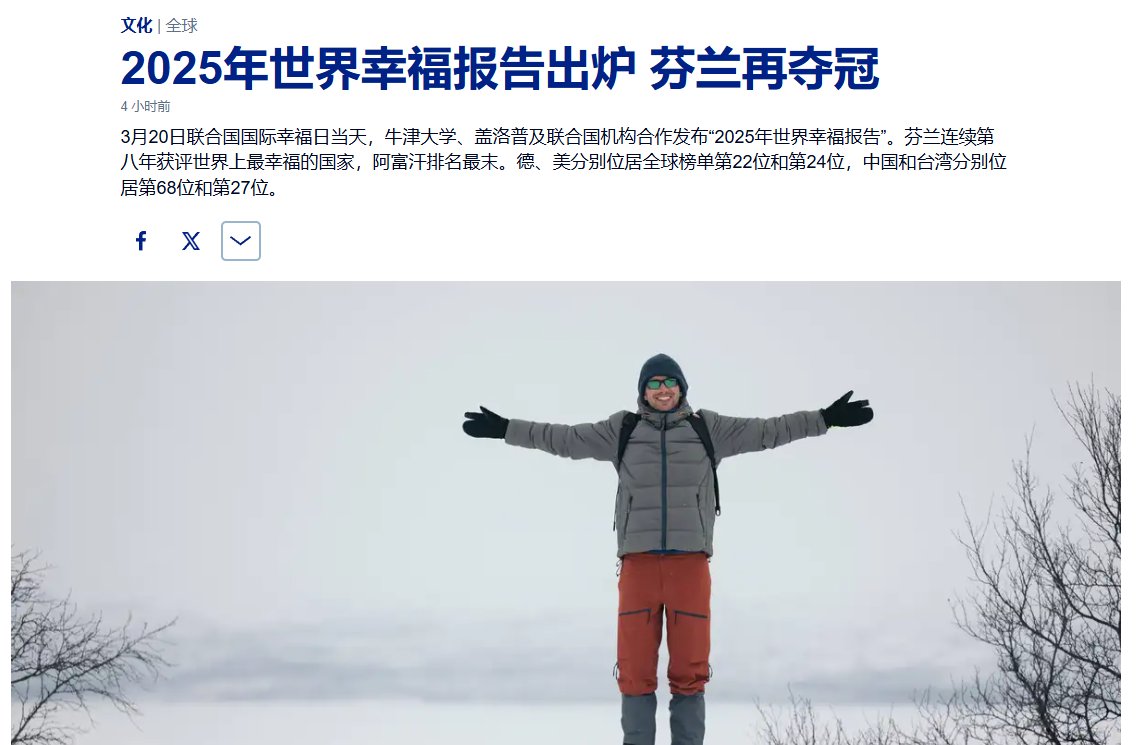 文化 | 全球
2025年世界幸福报告出炉 芬兰再夺冠
4 小时前
3月20日联合国国际幸福日当天，牛津大学、盖洛普及联合国机构合作发布“2025年世界幸福报告”。芬兰连续第
八年获评世界上最幸福的国家，阿富汗排名最末。德、美分别位居全球榜单第22位和第24位，中国和台湾分别位
居第68位和第27位。